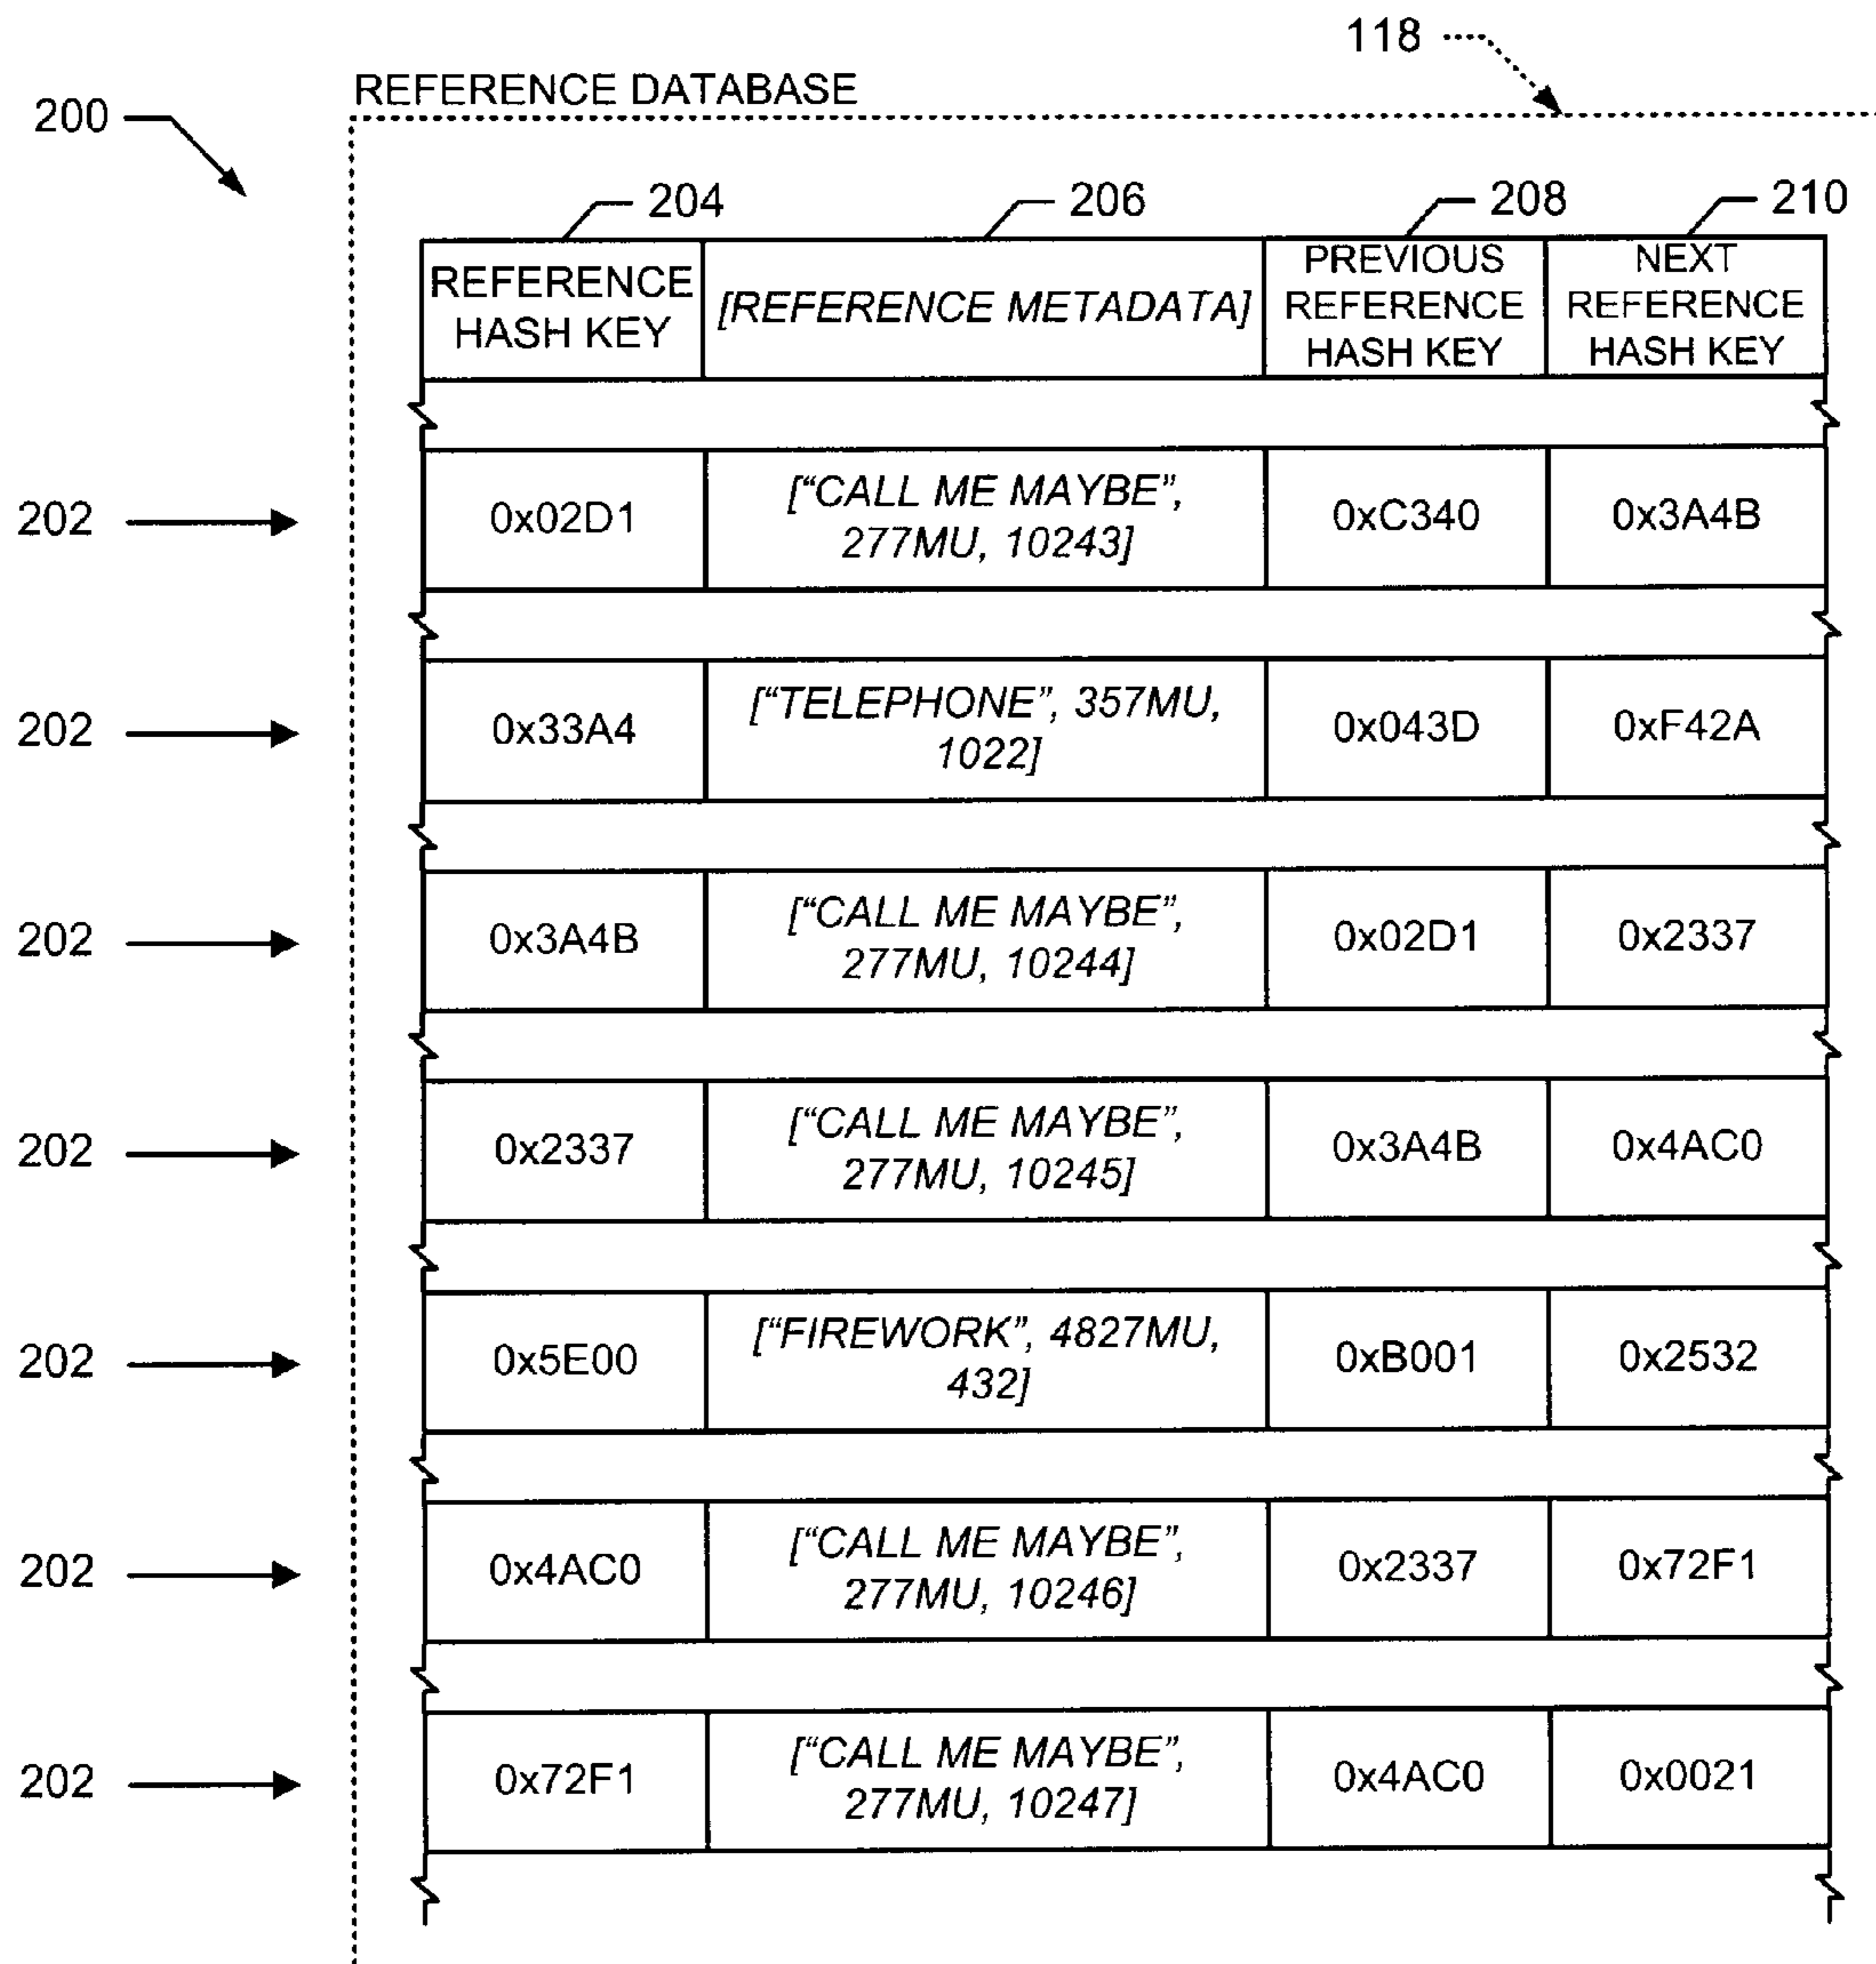 118
REFERENCE DATABASE
200
204
206
208
210
REFERENCE
HASH KEY
[REFERENCE METADATA]
PREVIOUS
REFERENCE
HASH KEY
NEXT
REFERENCE
HASH KEY
202
0x02D1
["CALL ME MAYBE",
277MU, 10243]
0xC340
0x3A4B
202
0x33A4
["TELEPHONE", 357MU,
1022]
0x043D
0xF42A
202
0x3A4B
["CALL ME MAYBE",
277MU, 10244]
0x02D1
0x2337
202
0x2337
["CALL ME MAYBE",
277MU, 10245]
0x3A4B
0x4AC0
202
0x5E00
["FIREWORK", 4827MU,
432]
0xB001
0x2532
202
0x4AC0
["CALL ME MAYBE",
277MU, 10246]
0x2337
0x72F1
202
0x72F1
["CALL ME MAYBE",
277MU, 10247]
0x4AC0
0x0021